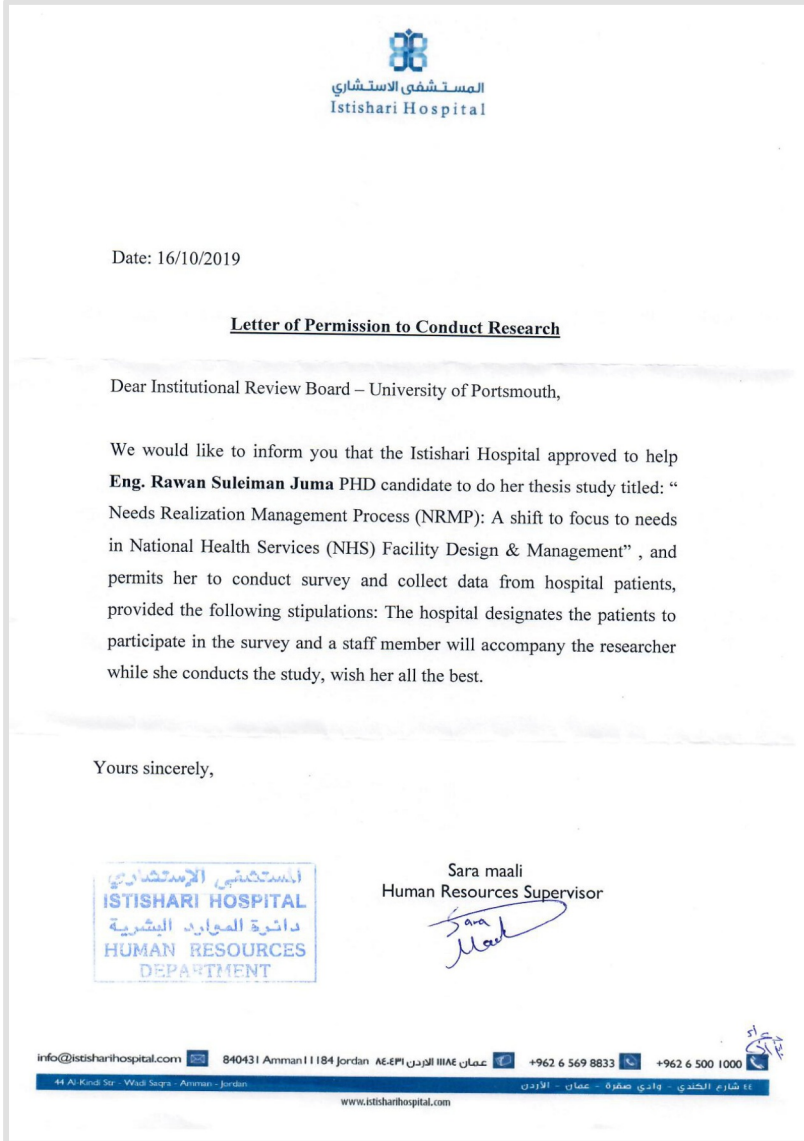 المستشفى الاستشاري
Istishari Hospital
Date: 16/10/2019
Letter of Permission to Conduct Research
Dear Institutional Review Board – University of Portsmouth,
We would like to inform you that the Istishari Hospital approved to help
Eng. Rawan Suleiman Juma PHD candidate to do her thesis study titled: “
Needs Realization Management Process (NRMP): A shift to focus to needs
in National Health Services (NHS) Facility Design & Management” , and
permits her to conduct survey and collect data from hospital patients,
provided the following stipulations: The hospital designates the patients to
participate in the survey and a staff member will accompany the researcher
while she conducts the study, wish her all the best.
Yours sincerely,
المستشفى الإستشاري
ISTISHARI HOSPITAL
دائرة الموارد البشرية
HUMAN RESOURCES
DEPARTMENT
Sara maali
Human Resources Supervisor
Sara
info@istisharihospital.com 840431 Amman 11184 Jordan عمان ١١١٨٤ الاردن ٨٤٠٤٣١ +962 6 569 8833 +962 6 500 1000
44 Al-Kindi Str - Wadi Saqra - Amman - Jordan ٤٤ شارع الكندي - وادي صقرة - عمان - الأردن
www.istisharihospital.com